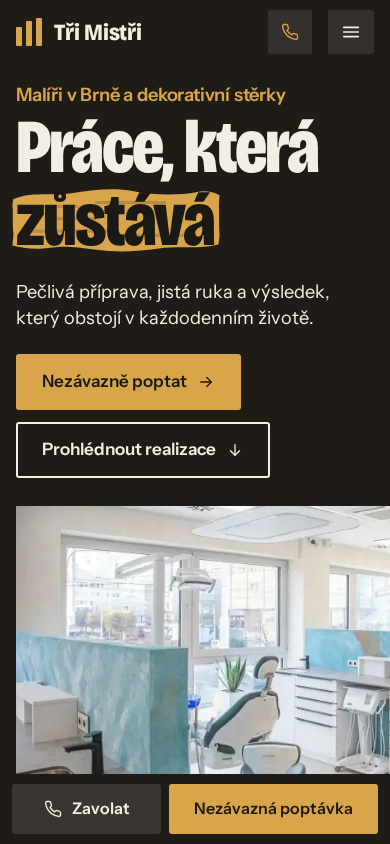 Tři Mistři
Malíři v Brně a dekorativní stěrky
Práce, která
zůstává
Pečlivá příprava, jistá ruka a výsledek,
který obstojí v každodenním životě.
Nezávazně poptat →
Prohlédnout realizace ↓
Zavolat
Nezávazná poptávka